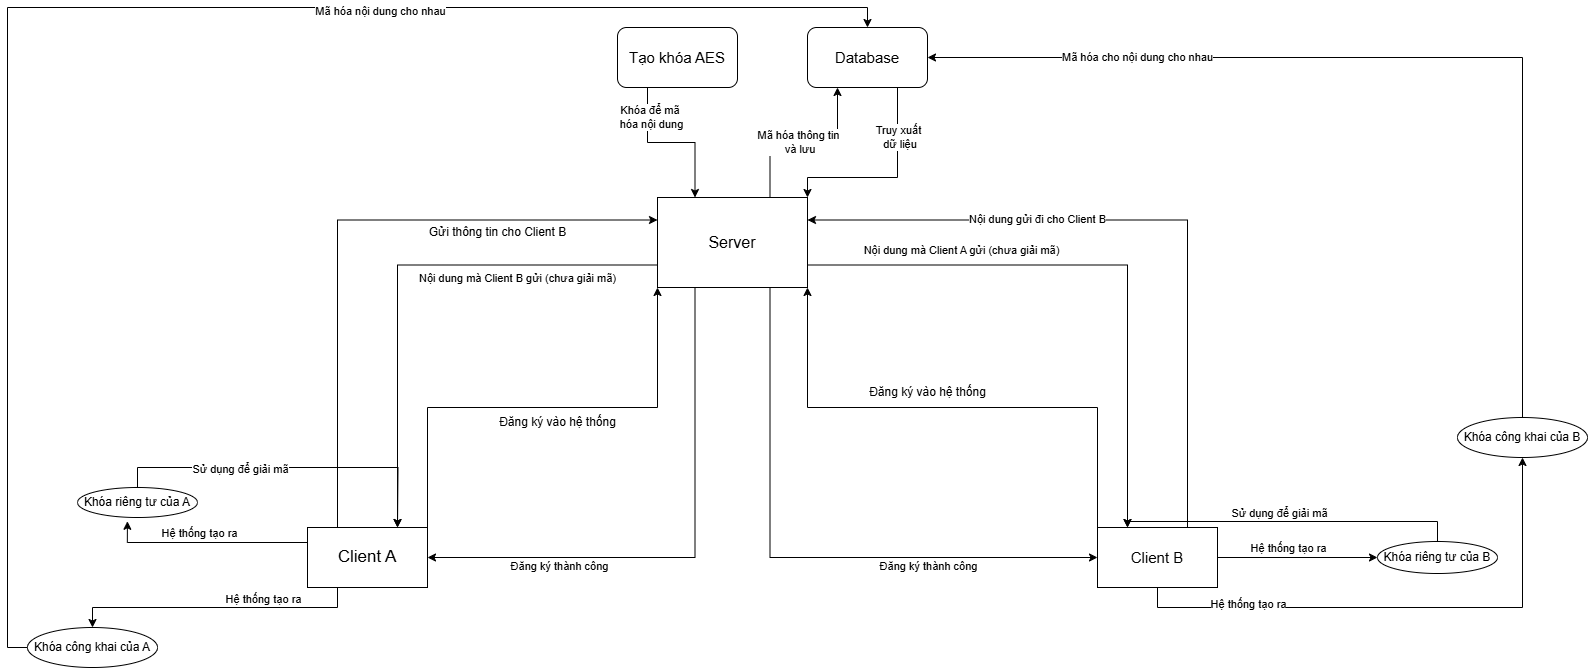 Mã hóa nội dung cho nhau
Tạo khóa AES
Database
Mã hóa cho nội dung cho nhau
Khóa để mã
hóa nội dung
Mã hóa thông tin
và lưu
Truy xuất
dữ liệu
Server
Gửi thông tin cho Client B
Nội dung gửi đi cho Client B
Nội dung mà Client A gửi (chưa giải mã)
Nội dung mà Client B gửi (chưa giải mã)
Đăng ký vào hệ thống
Đăng ký vào hệ thống
Khóa công khai của B
Sử dụng để giải mã
Khóa riêng tư của A
Sử dụng để giải mã
Hệ thống tạo ra
Client A
Client B
Hệ thống tạo ra
Khóa riêng tư của B
Đăng ký thành công
Đăng ký thành công
Hệ thống tạo ra
Hệ thống tạo ra
Khóa công khai của A